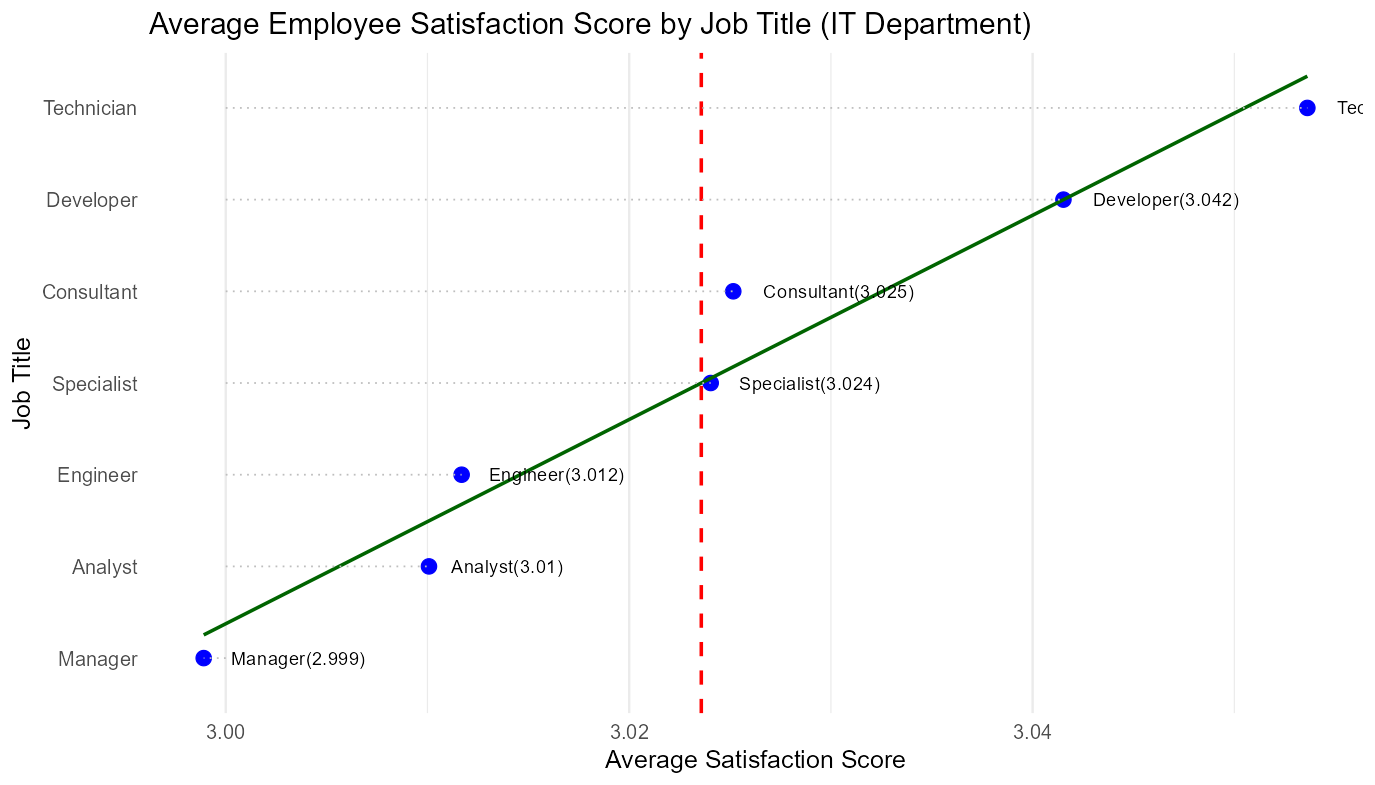 Average Employee Satisfaction Score by Job Title (IT Department)
Technician
Tec
Developer
Developer(3.042)
Consultant
Consultant(3.025)
Specialist
Specialist(3.024)
Job Title
Engineer
Engineer(3.012)
Analyst
Analyst(3.01)
Manager
Manager(2.999)
3.00
3.02
3.04
Average Satisfaction Score